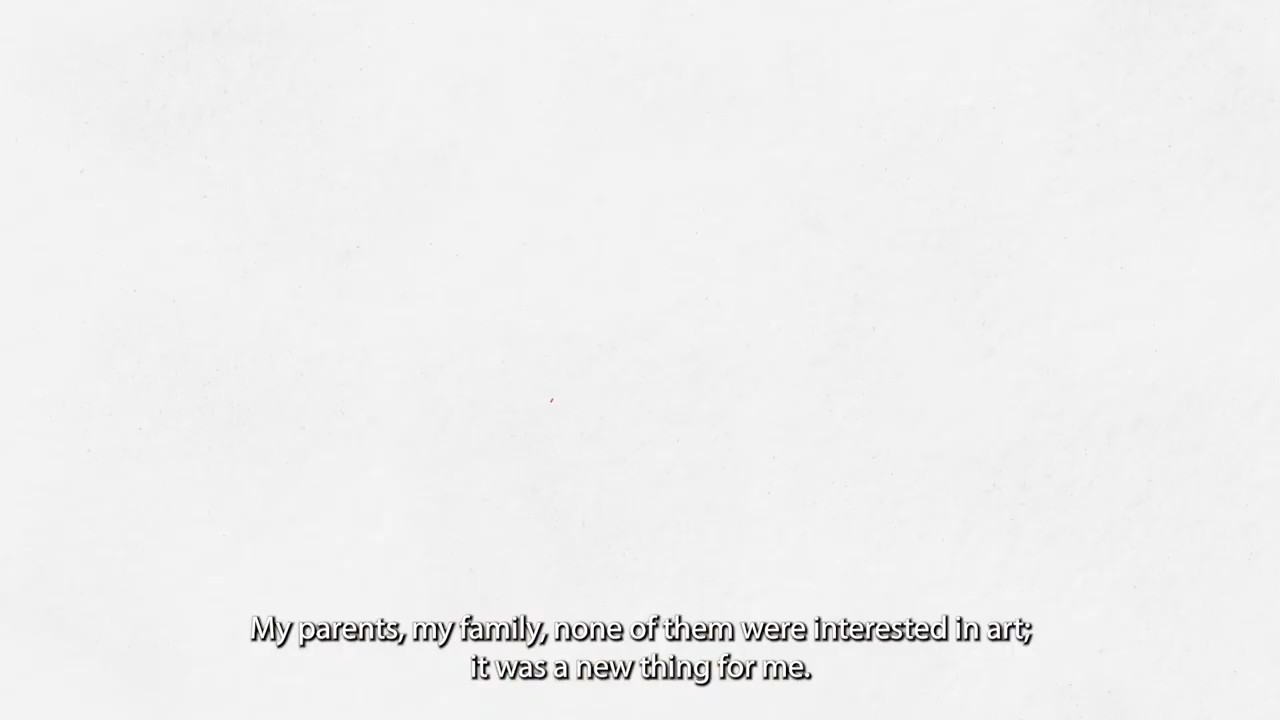 My parents, my family, none of them were interested in art;
it was a new thing for me.